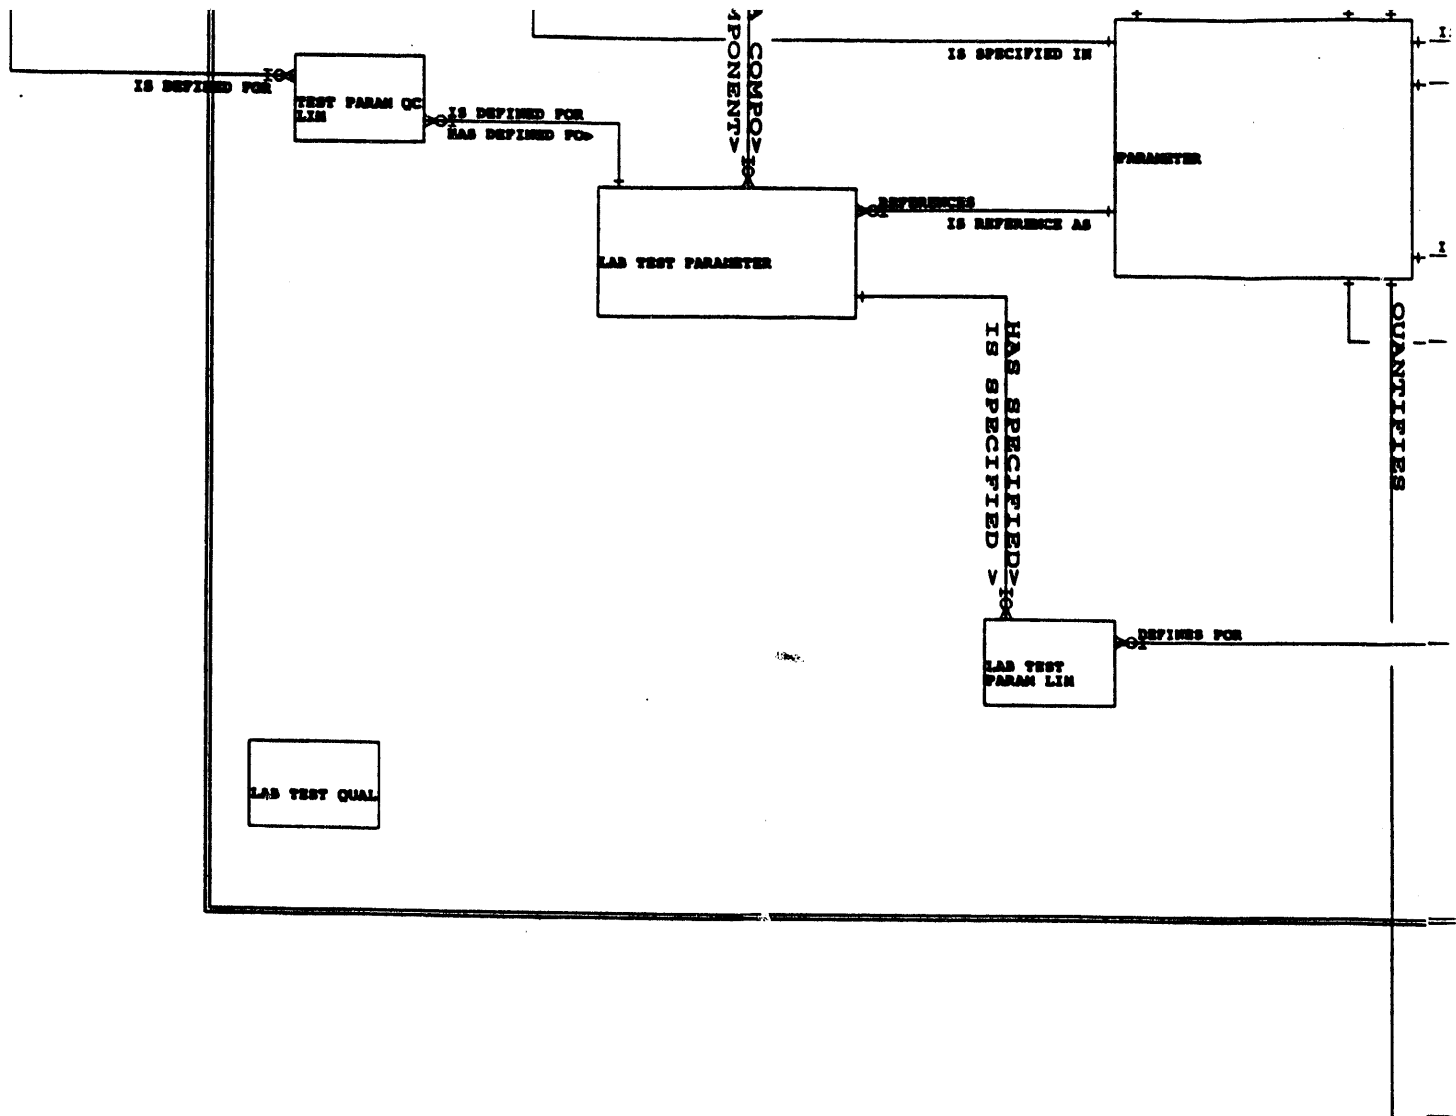 IS SPECIFIED IN
IS DEFINED FOR
TEST PARAM QC
LIM
IS DEFINED FOR
HAS DEFINED FO>
A COMPO>
MPONENT>
PARAMETER
REFERENCES
IS REFERENCE AS
LAB TEST PARAMETER
HAS SPECIFIED>
IS SPECIFIED >
QUANTIFIES
DEFINES FOR
LAB TEST
PARAM LIM
LAB TEST QUAL